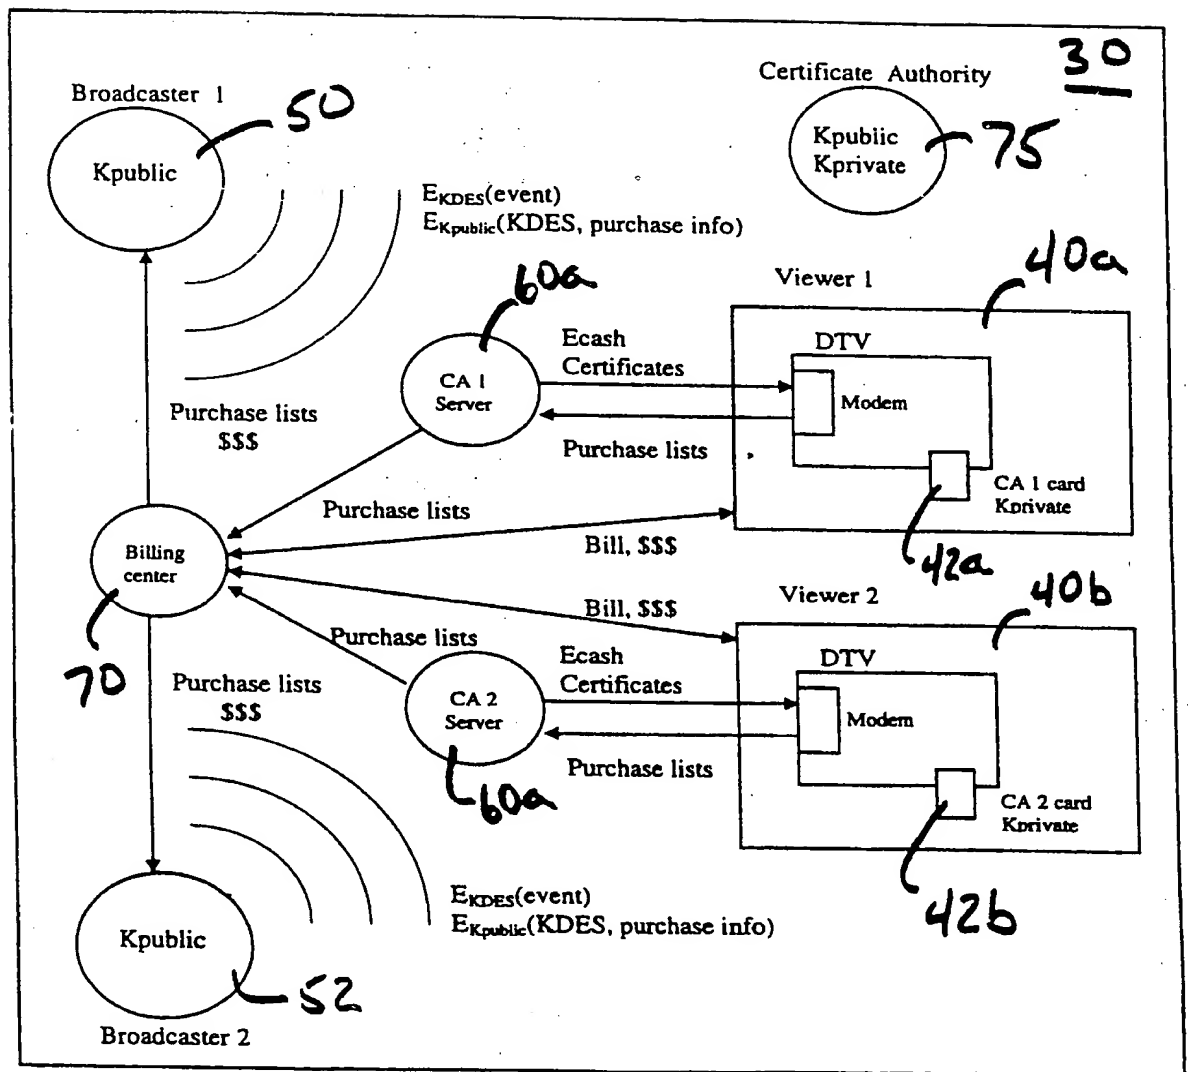 30
Certificate Authority
Kpublic
Kprivate
75
Broadcaster 1
50
Kpublic
EKDES(event)
EKpublic(KDES, purchase info)
60a
CA 1
Server
Ecash
Certificates
Purchase lists
Viewer 1
40a
DTV
Modem
CA 1 card
Kprivate
42a
Purchase lists
$$$
Purchase lists
Bill, $$$
Billing
center
70
Bill, $$$
Purchase lists
Viewer 2
40b
DTV
Modem
CA 2 card
Kprivate
42b
Ecash
Certificates
CA 2
Server
60a
Purchase lists
Purchase lists
$$$
EKDES(event)
EKpublic(KDES, purchase info)
Kpublic
52
Broadcaster 2